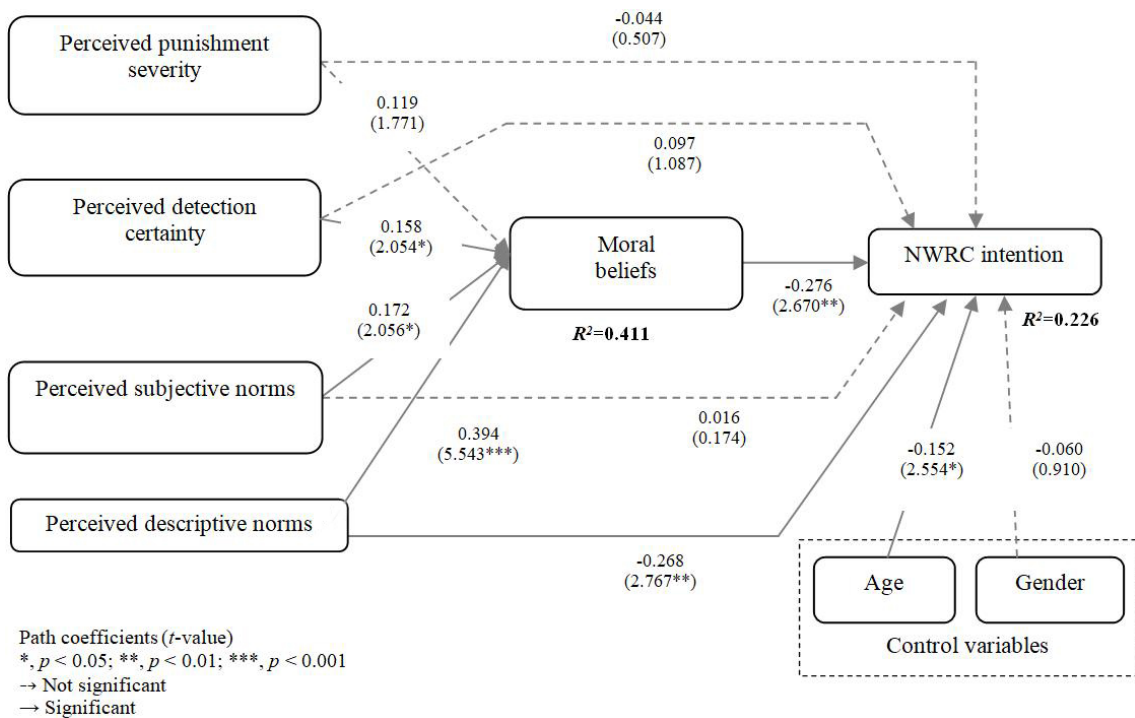 -0.044
(0.507)
Perceived punishment
severity
0.119
(1.771)
0.097
(1.087)
Perceived detection
certainty
0.158
(2.054*)
Moral
beliefs
NWRC intention
-0.276
(2.670**)
0.172
(2.056*)
R²=0.411
R²=0.226
Perceived subjective norms
0.016
(0.174)
0.394
(5.543***)
-0.152
(2.554*)
-0.060
(0.910)
Perceived descriptive norms
-0.268
(2.767**)
Age
Gender
Control variables
Path coefficients (t-value)
*, p < 0.05; **, p < 0.01; ***, p < 0.001
→ Not significant
→ Significant